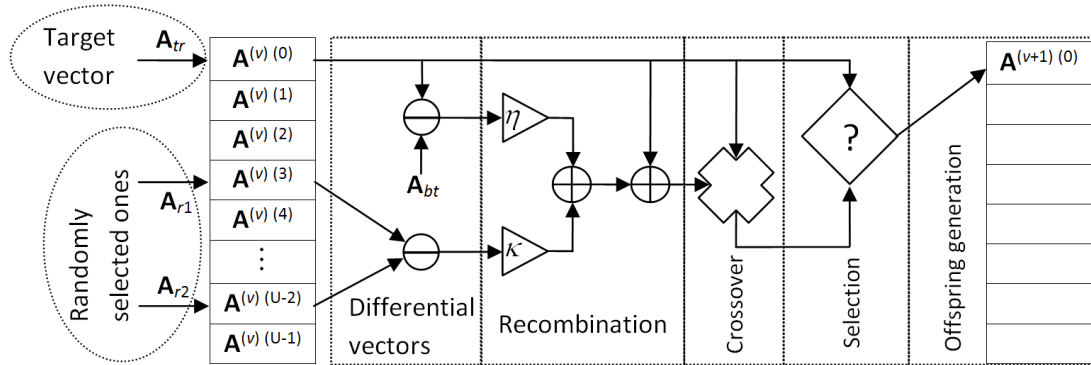 Target
vector
A_tr
A^(v) (0)
A^(v) (1)
A^(v) (2)
A^(v) (3)
A^(v) (4)
⋮
A^(v) (U-2)
A^(v) (U-1)
Randomly
selected ones
A_r1
A_r2
A_bt
η
κ
?
Differential
vectors
Recombination
Crossover
Selection
Offspring generation
A^(v+1) (0)